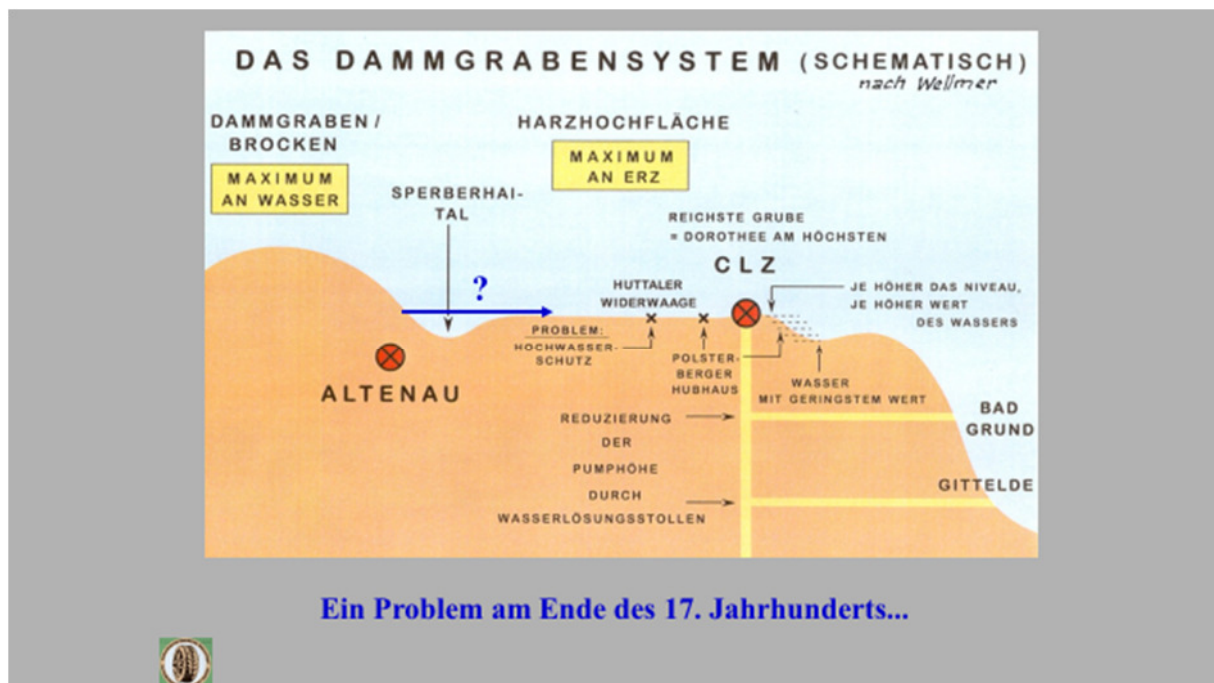 DAS DAMMGRABENSYSTEM (SCHEMATISCH)
nach Wellmer
DAMMGRABEN/
BROCKEN
MAXIMUM
AN WASSER
HARZHOCHFLÄCHE
MAXIMUM
AN ERZ
SPERBERHAI-
TAL
REICHSTE GRUBE
= DOROTHEE AM HÖCHSTEN
CLZ
?
HUTTALER
WIDERWAAGE
JE HÖHER DAS NIVEAU,
JE HÖHER WERT
DES WASSERS
PROBLEM:
HOCHWASSER-
SCHUTZ
POLSTER-
BERGER
HUBHAUS
ALTENAU
WASSER
MIT GERINGSTEM WERT
BAD
GRUND
REDUZIERUNG
DER
PUMPHÖHE
DURCH
WASSERLÖSUNGSSTOLLEN
GITTELDE
Ein Problem am Ende des 17. Jahrhunderts...